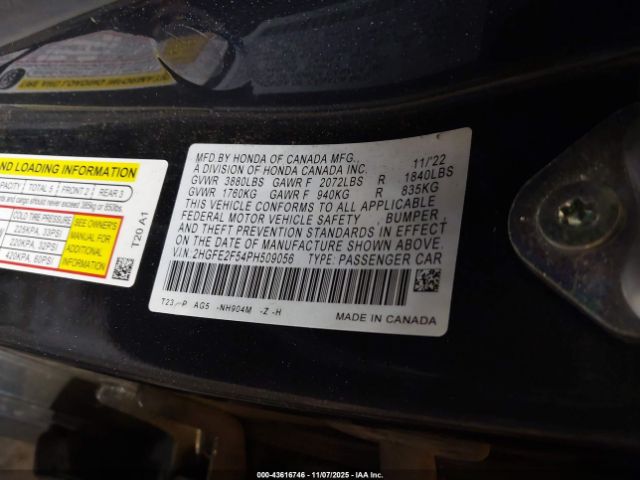 ND LOADING INFORMATION
CAPACITY TOTAL 5 FRONT 2 REAR 3
COLD TIRE PRESSURE
225KPA, 33PSI
220KPA, 32PSI
420KPA, 60PSI
SEE OWNER'S
MANUAL FOR
ADDITIONAL
INFORMATION
T20 A1
MFD BY HONDA OF CANADA MFG. 11/'22
A DIVISION OF HONDA CANADA INC.
GVWR 3880LBS GAWR F 2072LBS R 1840LBS
GVWR 1760KG GAWR F 940KG R 835KG
THIS VEHICLE CONFORMS TO ALL APPLICABLE
FEDERAL MOTOR VEHICLE SAFETY , BUMPER ,
AND THEFT PREVENTION STANDARDS IN EFFECT
ON THE DATE OF MANUFACTURE SHOWN ABOVE.
V.I.N. 2HGFE2F54PH509056 TYPE: PASSENGER CAR
T23 -P AG5 -NH904M -Z -H
MADE IN CANADA
000-43616746 - 11/07/2025 - IAA Inc.